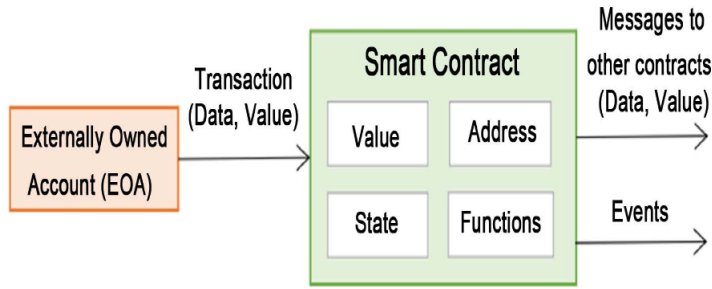 Externally Owned
Account (EOA)
Transaction
(Data, Value)
Smart Contract
Value
Address
State
Functions
Messages to
other contracts
(Data, Value)
Events